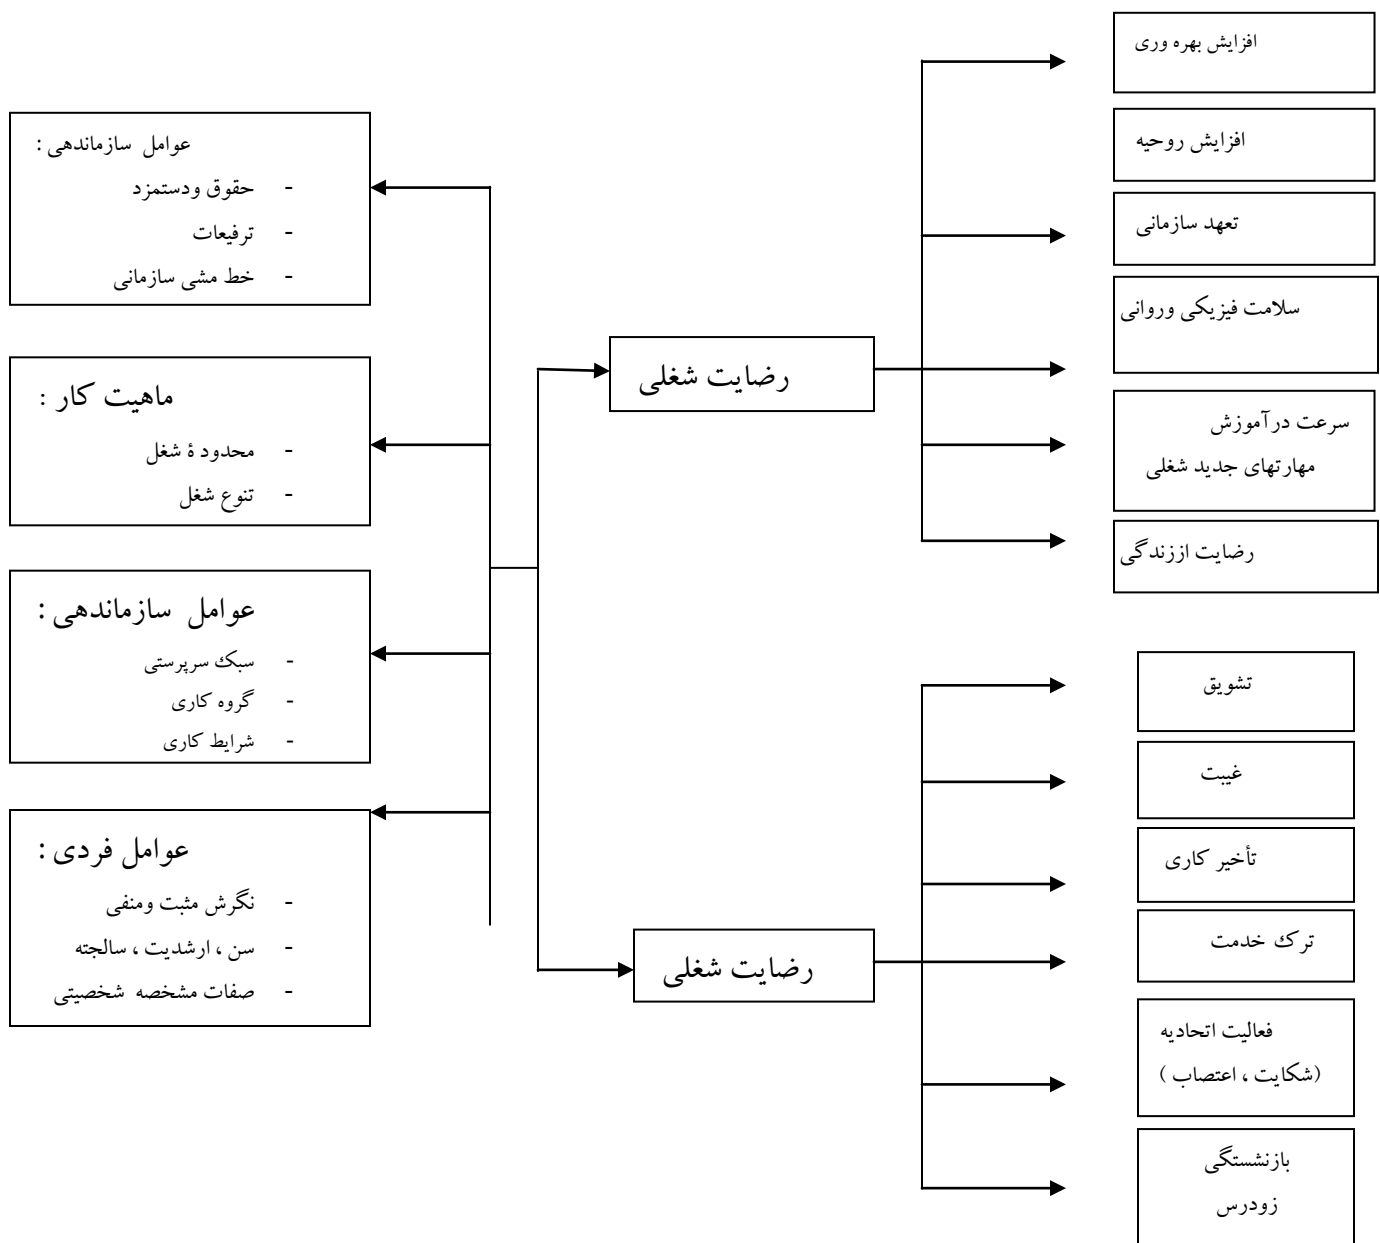 عوامل سازماندهی :
- حقوق ودستمزد
- ترفیعات
- خط مشی سازمانی
ماهیت کار :
- محدود ۀ شغل
- تنوع شغل
عوامل سازماندهی :
- سبک سرپرستی
- گروه کاری
- شرایط کاری
عوامل فردی :
- نگرش مثبت ومنفی
- سن ، ارشدیت ، سالجته
- صفات مشخصه شخصیتی
رضایت شغلی
رضایت شغلی
افزایش بهره وری
افزایش روحیه
تعهد سازمانی
سلامت فیزیکی وروانی
سرعت درآموزش
مهارتهای جدید شغلی
رضایت اززندگی
تشویق
غیبت
تأخیر کاری
ترک خدمت
فعالیت اتحادیه
(شکایت ، اعتصاب )
بازنشستگی
زودرس